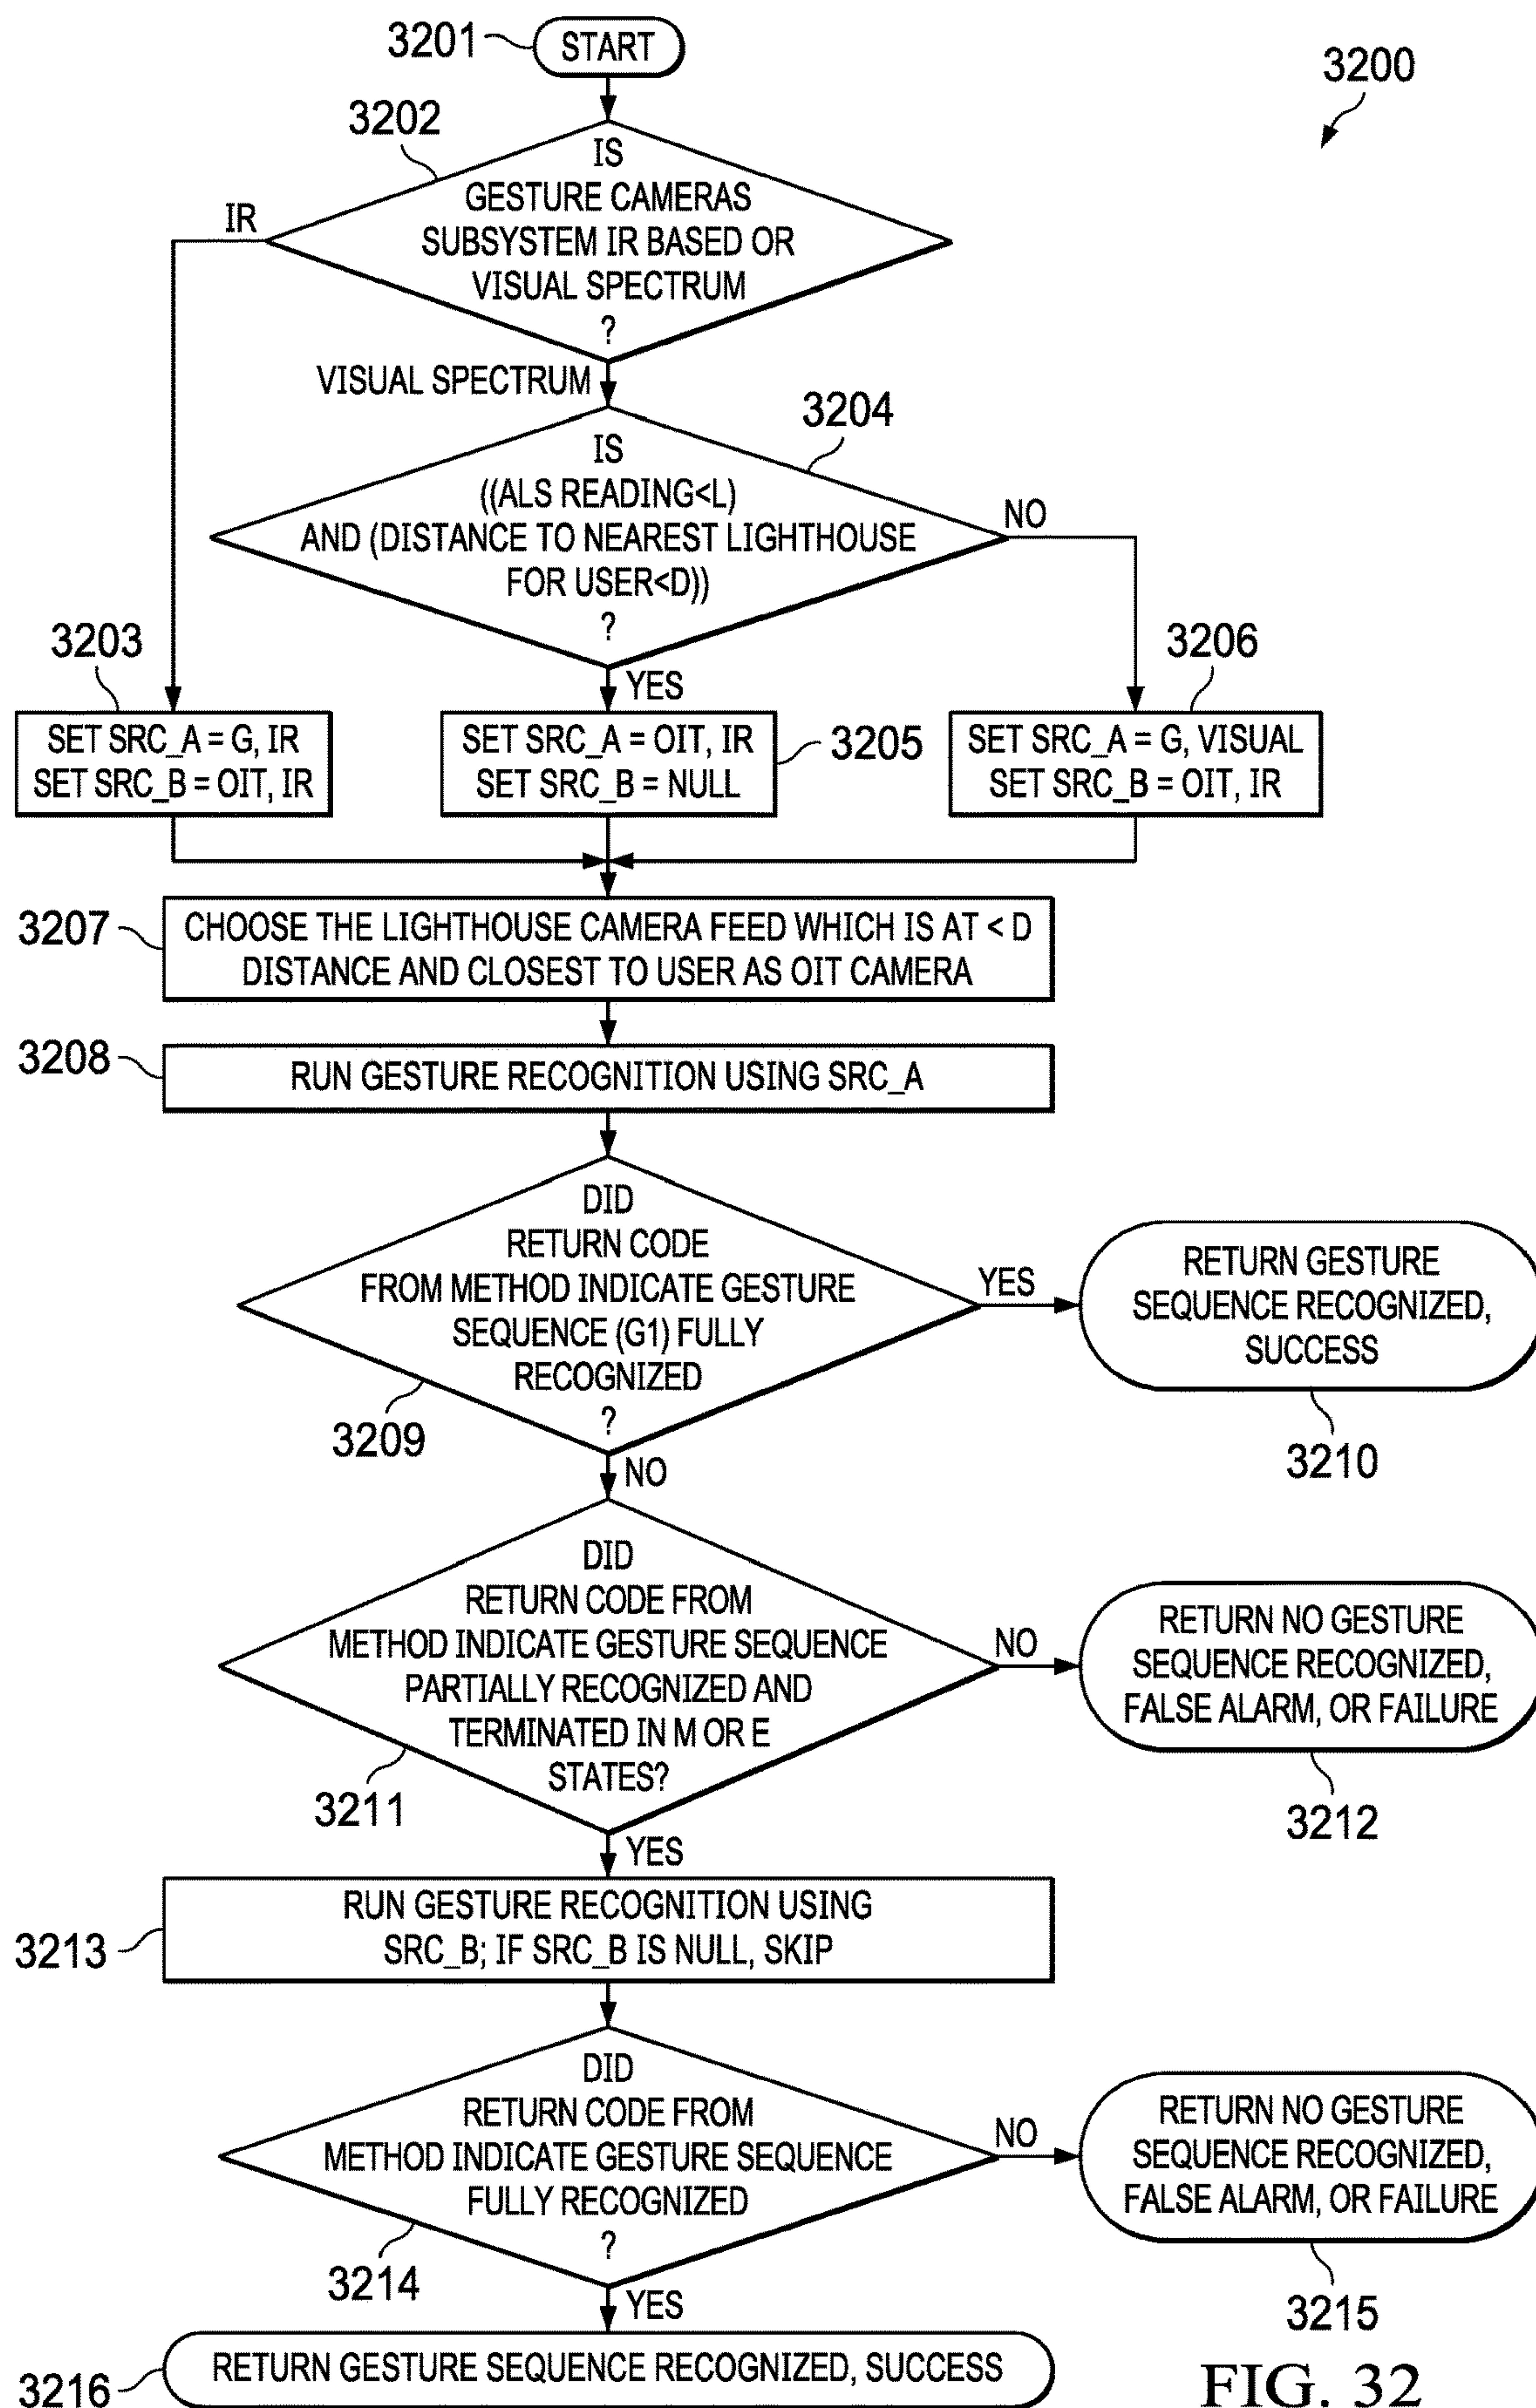 3201
START
3200
3202
IS
GESTURE CAMERAS
SUBSYSTEM IR BASED OR
VISUAL SPECTRUM
?
IR
VISUAL SPECTRUM
3204
IS
((ALS READING<L)
AND (DISTANCE TO NEAREST LIGHTHOUSE
FOR USER<D))
?
NO
YES
3203
SET SRC_A = G, IR
SET SRC_B = OIT, IR
SET SRC_A = OIT, IR
SET SRC_B = NULL
3205
3206
SET SRC_A = G, VISUAL
SET SRC_B = OIT, IR
3207
CHOOSE THE LIGHTHOUSE CAMERA FEED WHICH IS AT < D
DISTANCE AND CLOSEST TO USER AS OIT CAMERA
3208
RUN GESTURE RECOGNITION USING SRC_A
DID
RETURN CODE
FROM METHOD INDICATE GESTURE
SEQUENCE (G1) FULLY
RECOGNIZED
?
3209
YES
RETURN GESTURE
SEQUENCE RECOGNIZED,
SUCCESS
3210
NO
DID
RETURN CODE FROM
METHOD INDICATE GESTURE SEQUENCE
PARTIALLY RECOGNIZED AND
TERMINATED IN M OR E
STATES?
3211
NO
RETURN NO GESTURE
SEQUENCE RECOGNIZED,
FALSE ALARM, OR FAILURE
3212
YES
3213
RUN GESTURE RECOGNITION USING
SRC_B; IF SRC_B IS NULL, SKIP
DID
RETURN CODE FROM
METHOD INDICATE GESTURE SEQUENCE
FULLY RECOGNIZED
?
3214
NO
RETURN NO GESTURE
SEQUENCE RECOGNIZED,
FALSE ALARM, OR FAILURE
3215
YES
3216
RETURN GESTURE SEQUENCE RECOGNIZED, SUCCESS
FIG. 32